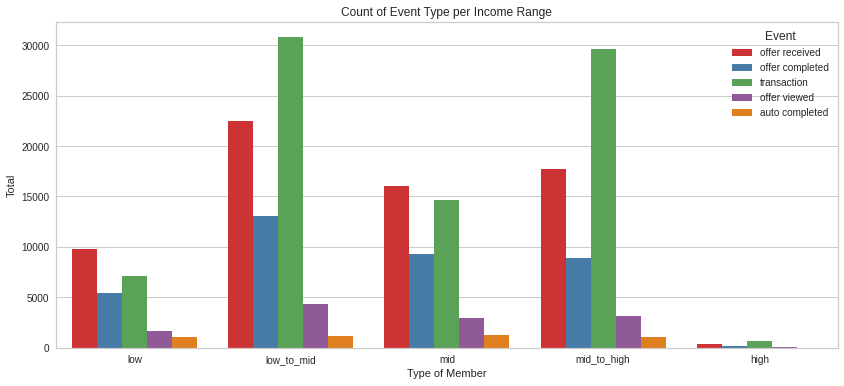 Count of Event Type per Income Range
Event
offer received
offer completed
transaction
offer viewed
auto completed
Total
30000
25000
20000
15000
10000
5000
0
low
low_to_mid
mid
mid_to_high
high
Type of Member